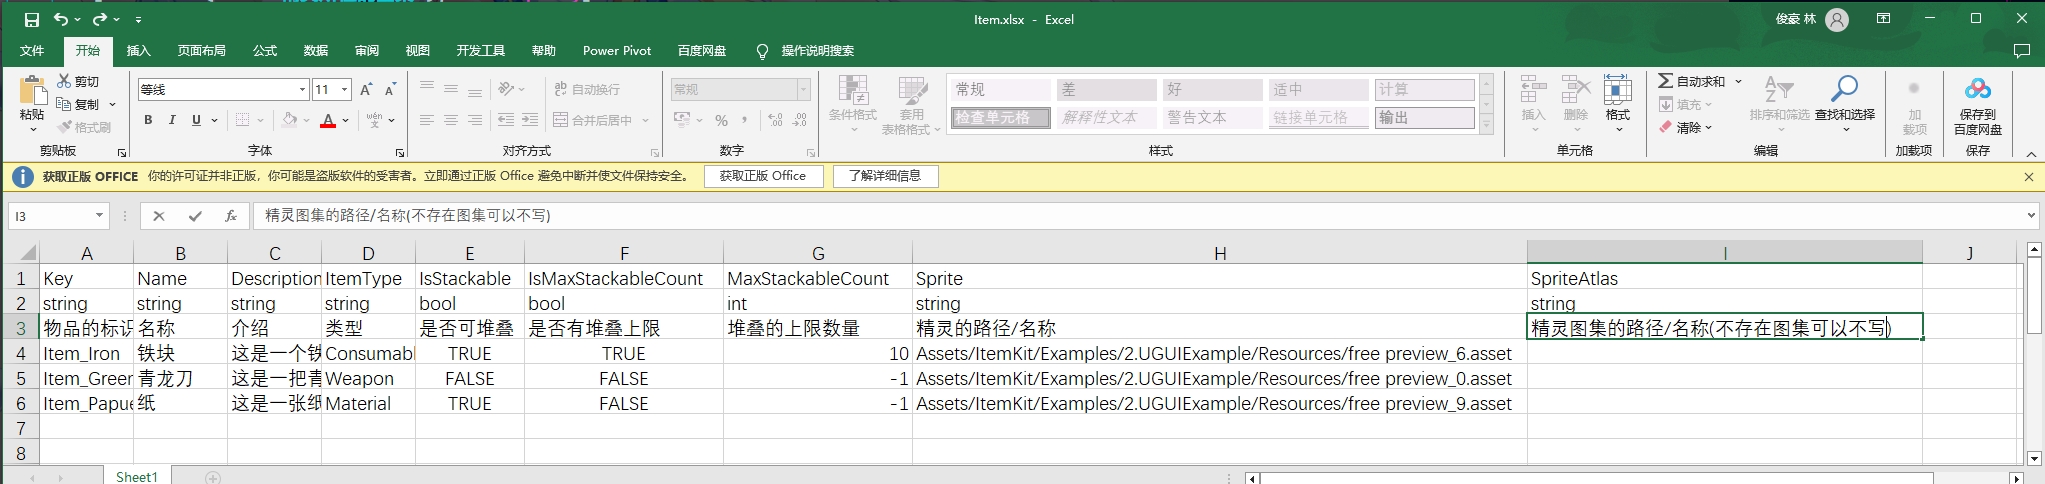 Item.xlsx - Excel
俊豪 林
文件 开始 插入 页面布局 公式 数据 审阅 视图 开发工具 帮助 Power Pivot 百度网盘 操作说明搜索
粘贴
剪切
复制
格式刷
剪贴板
等线 11
B I U A wén
字体
ab 自动换行
合并后居中
对齐方式
常规
%
数字
条件格式
套用
表格格式
常规 差 好 适中 计算
检查单元格 解释性文本 警告文本 链接单元格 输出
样式
插入 删除 格式
单元格
自动求和
填充
清除
排序和筛选 查找和选择
编辑
加
载项
加载项
保存到
百度网盘
保存
获取正版 OFFICE 你的许可证并非正版，你可能是盗版软件的受害者。立即通过正版 Office 避免中断并使文件保持安全。 获取正版 Office 了解详细信息
I3 fx 精灵图集的路径/名称(不存在图集可以不写)
A B C D E F G H I J
1 Key Name Description ItemType IsStackable IsMaxStackableCount MaxStackableCount Sprite SpriteAtlas
2 string string string string bool bool int string string
3 物品的标识 名称 介绍 类型 是否可堆叠 是否有堆叠上限 堆叠的上限数量 精灵的路径/名称 精灵图集的路径/名称(不存在图集可以不写)
4 Item_Iron 铁块 这是一个铁 Consumabl TRUE TRUE 10 Assets/ItemKit/Examples/2.UGUIExample/Resources/free preview_6.asset
5 Item_Green 青龙刀 这是一把青 Weapon FALSE FALSE -1 Assets/ItemKit/Examples/2.UGUIExample/Resources/free preview_0.asset
6 Item_Papue 纸 这是一张纸 Material TRUE FALSE -1 Assets/ItemKit/Examples/2.UGUIExample/Resources/free preview_9.asset
7
8
Sheet1